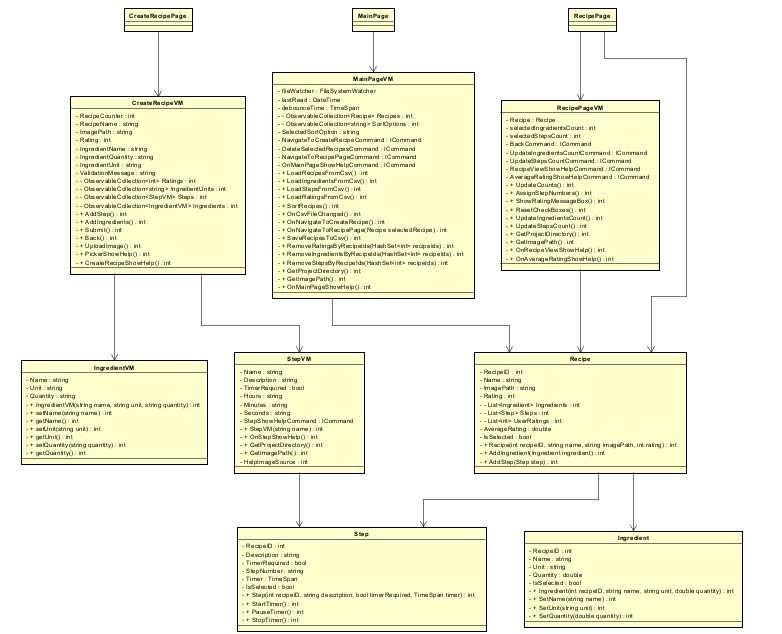 CreateRecipePage
MainPage
RecipePage
CreateRecipeVM
- RecipeCounter : int
- RecipeName : string
- ImagePath : string
- Rating : int
- IngredientName : string
- IngredientQuantity : string
- IngredientUnit : string
- ValidationMessage : string
- - ObservableCollection<int> Ratings : int
- - ObservableCollection<string> IngredientUnits : int
- - ObservableCollection<StepVM> Steps : int
- - ObservableCollection<IngredientVM> Ingredients : int
- + AddStep() : int
- + AddIngredients() : int
- + Submit() : int
- + Back() : int
- + UploadImage() : int
- + PickerShowHelp() : int
- + CreateRecipeShowHelp() : int
MainPageVM
- fileWatcher : FileSystemWatcher
- lastRead : DateTime
- debounceTime : TimeSpan
- - ObservableCollection<Recipe> Recipes : int
- - ObservableCollection<string> SortOptions : int
- SelectedSortOption : string
- NavigateToCreateRecipeCommand : ICommand
- DeleteSelectedRecipesCommand : ICommand
- NavigateToRecipePageCommand : ICommand
- OnMainPageShowHelpCommand : ICommand
- + LoadRecipesFromCsv() : int
- + LoadIngredientsFromCsv() : int
- + LoadStepsFromCsv() : int
- + LoadRatingsFromCsv() : int
- + SortRecipes() : int
- + OnCsvFileChanged() : int
- + OnNavigateToCreateRecipe() : int
- + OnNavigateToRecipePage(Recipe selectedRecipe) : int
- + SaveRecipesToCsv() : int
- + RemoveRatingsByRecipeIds(HashSet<int> recipeIds) : int
- + RemoveIngredientsByRecipeIds(HashSet<int> recipeIds) : int
- + RemoveStepsByRecipeIds(HashSet<int> recipeIds) : int
- + GetProjectDirectory() : int
- + GetImagePath() : int
- + OnMainPageShowHelp() : int
RecipePageVM
- Recipe : Recipe
- selectedIngredientsCount : int
- selectedStepsCount : int
- BackCommand : ICommand
- UpdateIngredientsCountCommand : ICommand
- UpdateStepsCountCommand : ICommand
- RecipeViewShowHelpCommand : ICommand
- AverageRatingShowHelpCommand : ICommand
- + UpdateCounts() : int
- + AssignStepNumbers() : int
- + ShowRatingMessageBox() : int
- + ResetCheckBoxes() : int
- + UpdateIngredientsCount() : int
- + UpdateStepsCount() : int
- + GetProjectDirectory() : int
- + GetImagePath() : int
- + OnRecipeViewShowHelp() : int
- + OnAverageRatingShowHelp() : int
IngredientVM
- Name : string
- Unit : string
- Quantity : string
- + IngredientVM(string name, string unit, string quantity) : int
- + setName(string name) : int
- + getName() : int
- + setUnit(string unit) : int
- + getUnit() : int
- + setQuantity(string quantity) : int
- + getQuantity() : int
StepVM
- Name : string
- Description : string
- TimerRequired : bool
- Hours : string
- Minutes : string
- Seconds : string
- StepShowHelpCommand : ICommand
- + StepVM(string name) : int
- + OnStepShowHelp() : int
- + GetProjectDirectory() : int
- + GetImagePath() : int
- HelpImageSource : int
Recipe
- RecipeID : int
- Name : string
- ImagePath : string
- Rating : int
- - List<Ingredient> Ingredients : int
- - List<Step> Steps : int
- - List<int> UserRatings : int
- AverageRating : double
- IsSelected : bool
- + Recipe(int recipeID, string name, string imagePath, int rating) : int
- + AddIngredient(Ingredient ingredient) : int
- + AddStep(Step step) : int
Step
- RecipeID : int
- Description : string
- TimerRequired : bool
- StepNumber : string
- Timer : TimeSpan
- IsSelected : bool
- + Step(int recipeID, string description, bool timerRequired, TimeSpan timer) : int
- + StartTimer() : int
- + PauseTimer() : int
- + StopTimer() : int
Ingredient
- RecipeID : int
- Name : string
- Unit : string
- Quantity : double
- IsSelected : bool
- + Ingredient(int recipeID, string name, string unit, double quantity) : int
- + SetName(string name) : int
- + SetUnit(string unit) : int
- + SetQuantity(double quantity) : int